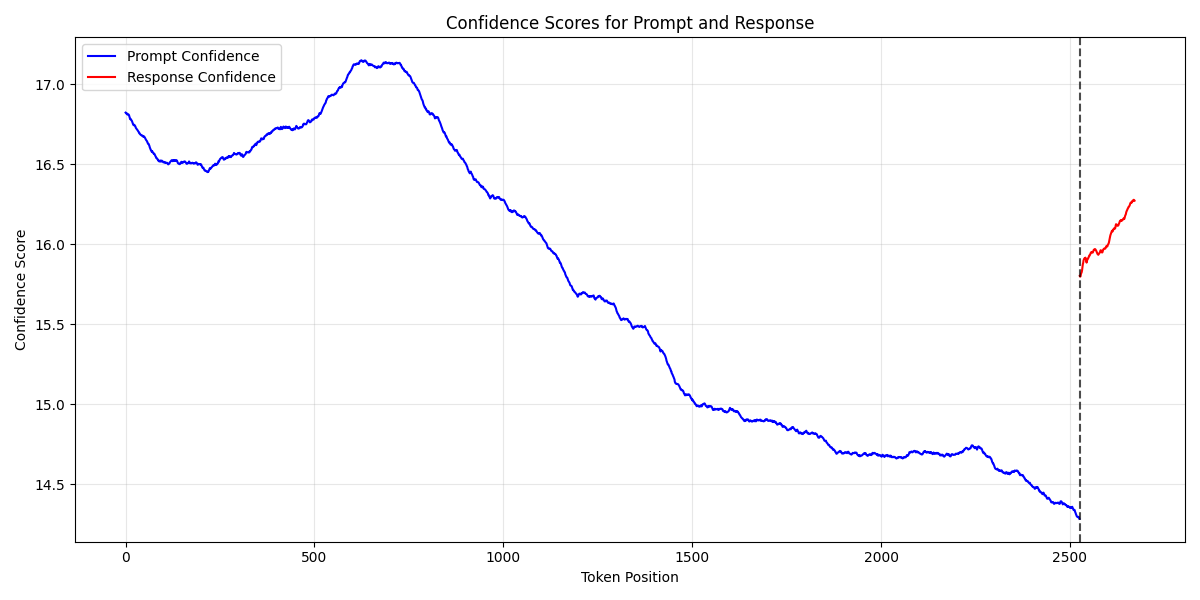 Confidence Scores for Prompt and Response
Prompt Confidence
Response Confidence
Confidence Score
17.0
16.5
16.0
15.5
15.0
14.5
0 500 1000 1500 2000 2500
Token Position